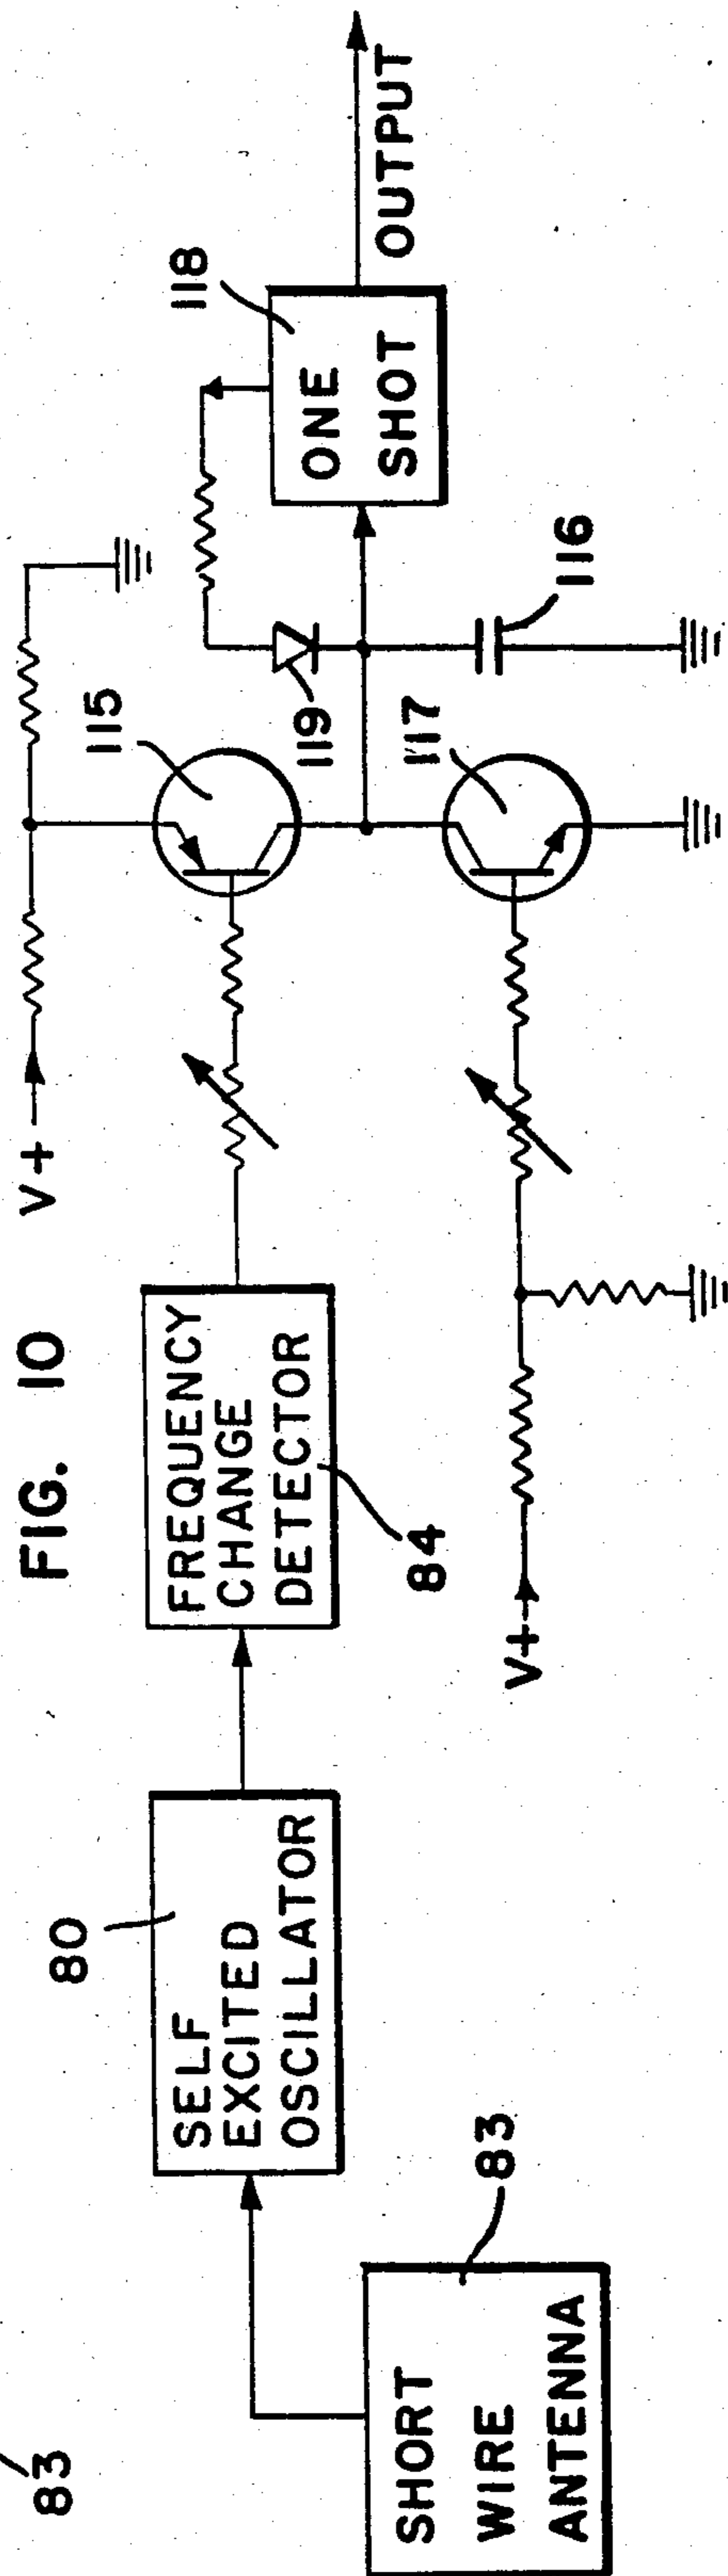 FIG. 10
83
SHORT
WIRE
ANTENNA
83
SELF
EXCITED
OSCILLATOR
80
FREQUENCY
CHANGE
DETECTOR
84
V+
V+
115
117
119
116
ONE
SHOT
118
OUTPUT